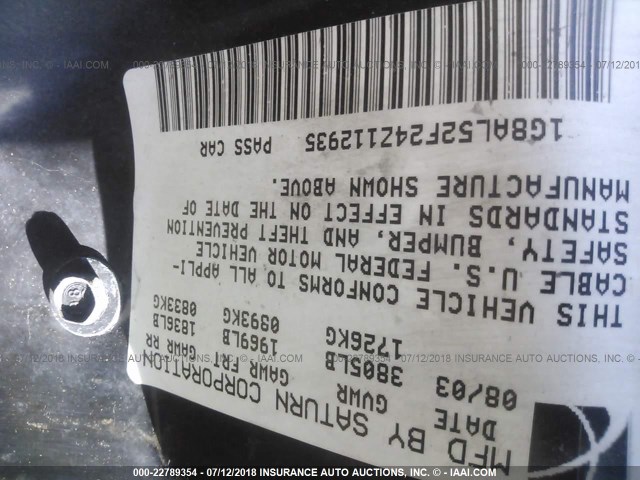 MFD BY SATURN CORPORATION
DATE GVWR GAWR FRT GAWR RR
08/03 3805LB 1969LB 1836LB
1726KG 0893KG 0833KG
THIS VEHICLE CONFORMS TO ALL APPLI-
CABLE U.S. FEDERAL MOTOR VEHICLE
SAFETY, BUMPER, AND THEFT PREVENTION
STANDARDS IN EFFECT ON THE DATE OF
MANUFACTURE SHOWN ABOVE.
1G8AL52F24Z112935 PASS CAR
000-22789354 - 07/12/2018 INSURANCE AUTO AUCTIONS, INC. © - IAAI.COM